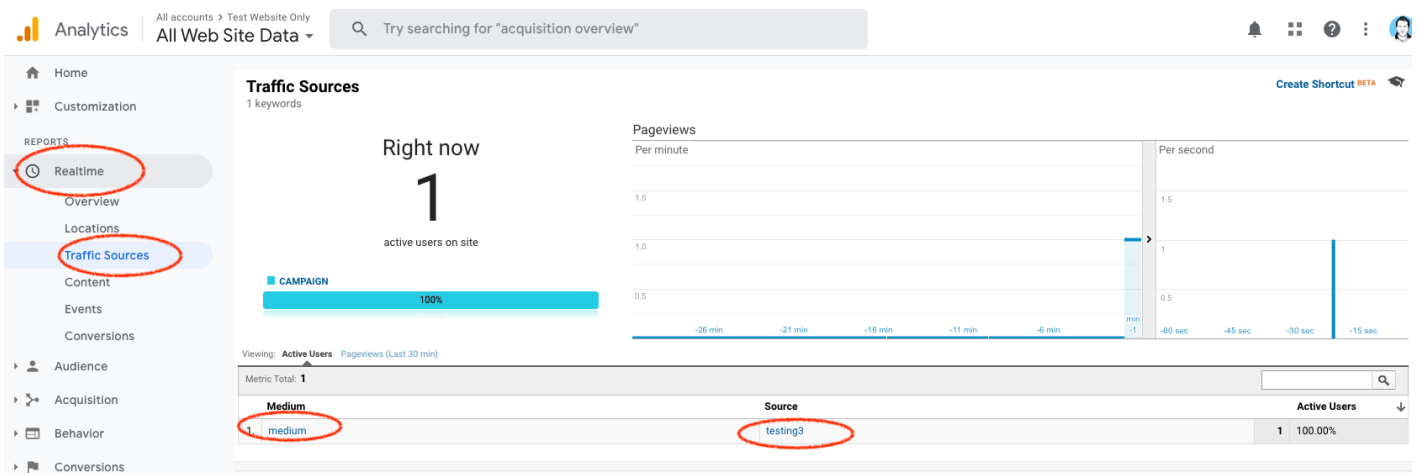 All accounts > Test Website Only
Analytics
All Web Site Data
Try searching for "acquisition overview"
Home
Customization
REPORTS
Realtime
Overview
Locations
Traffic Sources
Content
Events
Conversions
Audience
Acquisition
Behavior
Conversions
Traffic Sources
1 keywords
Create Shortcut BETA
Right now
1
active users on site
CAMPAIGN
100%
Pageviews
Per minute
1.5
1.0
0.5
-26 min
-21 min
-16 min
-11 min
-6 min
min
-1
Per second
1.5
1
0.5
-60 sec
-45 sec
-30 sec
-15 sec
Viewing: Active Users Pageviews (Last 30 min)
Metric Total: 1
Medium Source Active Users
1. medium testing3 1 100.00%